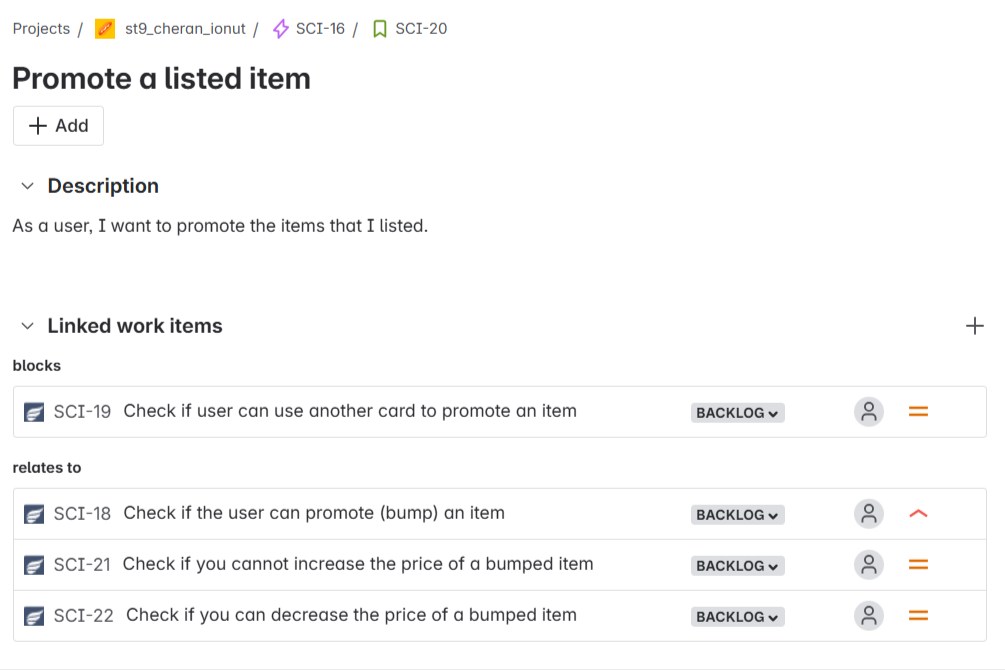 Projects / st9_cheran_ionut / SCI-16 / SCI-20
Promote a listed item
+ Add
Description
As a user, I want to promote the items that I listed.
Linked work items
blocks
SCI-19 Check if user can use another card to promote an item BACKLOG
relates to
SCI-18 Check if the user can promote (bump) an item BACKLOG
SCI-21 Check if you cannot increase the price of a bumped item BACKLOG
SCI-22 Check if you can decrease the price of a bumped item BACKLOG